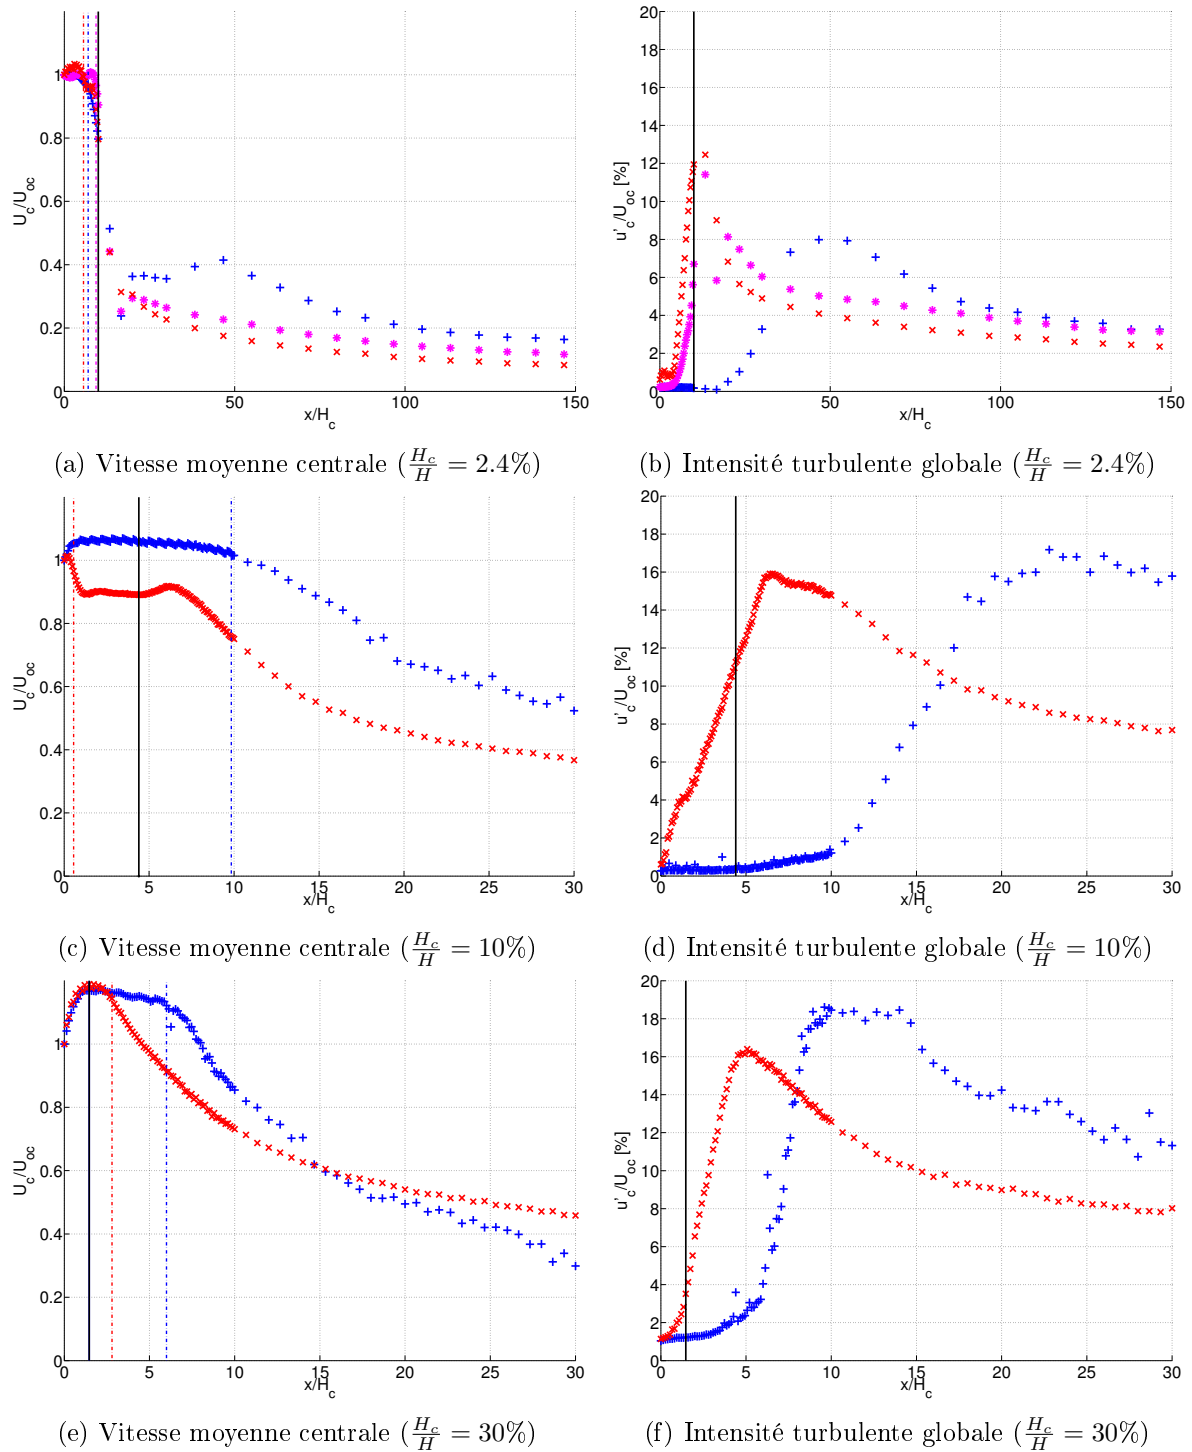 1
0.8
0.6
0.4
0.2
0
0 50 100 150
U_c/U_oc
x/H_c
20
18
16
14
12
10
8
6
4
2
0
0 50 100 150
u'_c/U_oc [%]
x/H_c
(a) Vitesse moyenne centrale (H_c/H = 2.4%)
(b) Intensité turbulente globale (H_c/H = 2.4%)
1
0.8
0.6
0.4
0.2
0
0 5 10 15 20 25 30
U_c/U_oc
x/H_c
20
18
16
14
12
10
8
6
4
2
0
0 5 10 15 20 25 30
u'_c/U_oc [%]
x/H_c
(c) Vitesse moyenne centrale (H_c/H = 10%)
(d) Intensité turbulente globale (H_c/H = 10%)
1
0.8
0.6
0.4
0.2
0
0 5 10 15 20 25 30
U_c/U_oc
x/H_c
20
18
16
14
12
10
8
6
4
2
0
0 5 10 15 20 25 30
u'_c/U_oc [%]
x/H_c
(e) Vitesse moyenne centrale (H_c/H = 30%)
(f) Intensité turbulente globale (H_c/H = 30%)